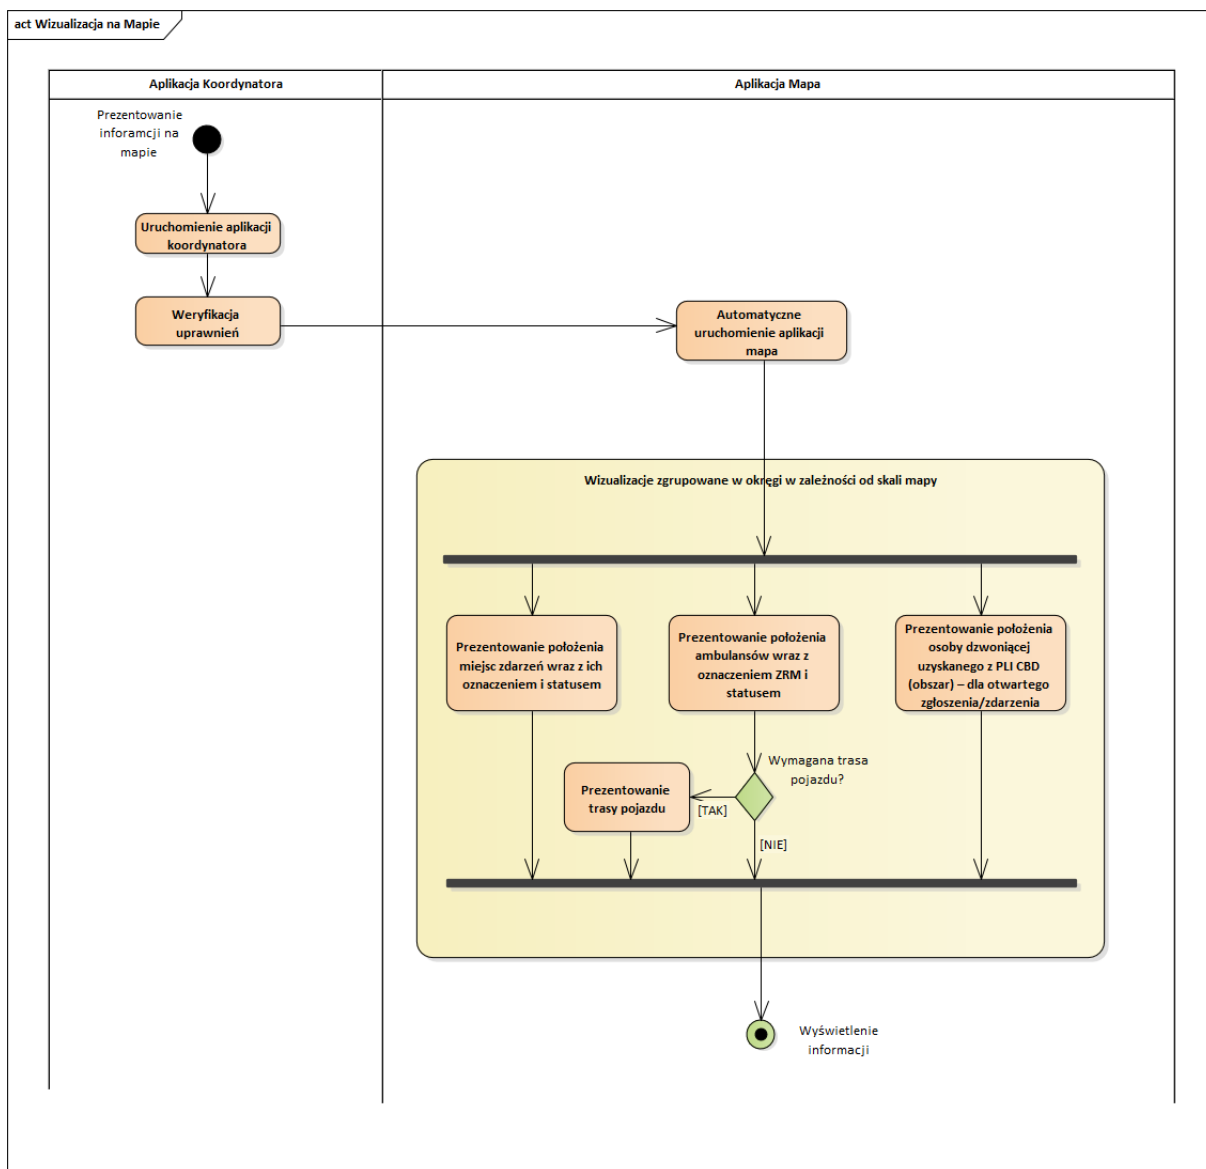 act Wizualizacja na Mapie
Aplikacja Koordynatora
Aplikacja Mapa
Prezentowanie
inforamcji na
mapie
Uruchomienie aplikacji
koordynatora
Weryfikacja
uprawnień
Automatyczne
uruchomienie aplikacji
mapa
Wizualizacje zgrupowane w okręgi w zależności od skali mapy
Prezentowanie położenia
miejsc zdarzeń wraz z ich
oznaczeniem i statusem
Prezentowanie położenia
ambulansów wraz z
oznaczeniem ZRM i
statusem
Prezentowanie położenia
osoby dzwoniącej
uzyskanego z PLI CBD
(obszar) – dla otwartego
zgłoszenia/zdarzenia
Wymagana trasa
pojazdu?
Prezentowanie
trasy pojazdu
[TAK]
[NIE]
Wyświetlenie
informacji